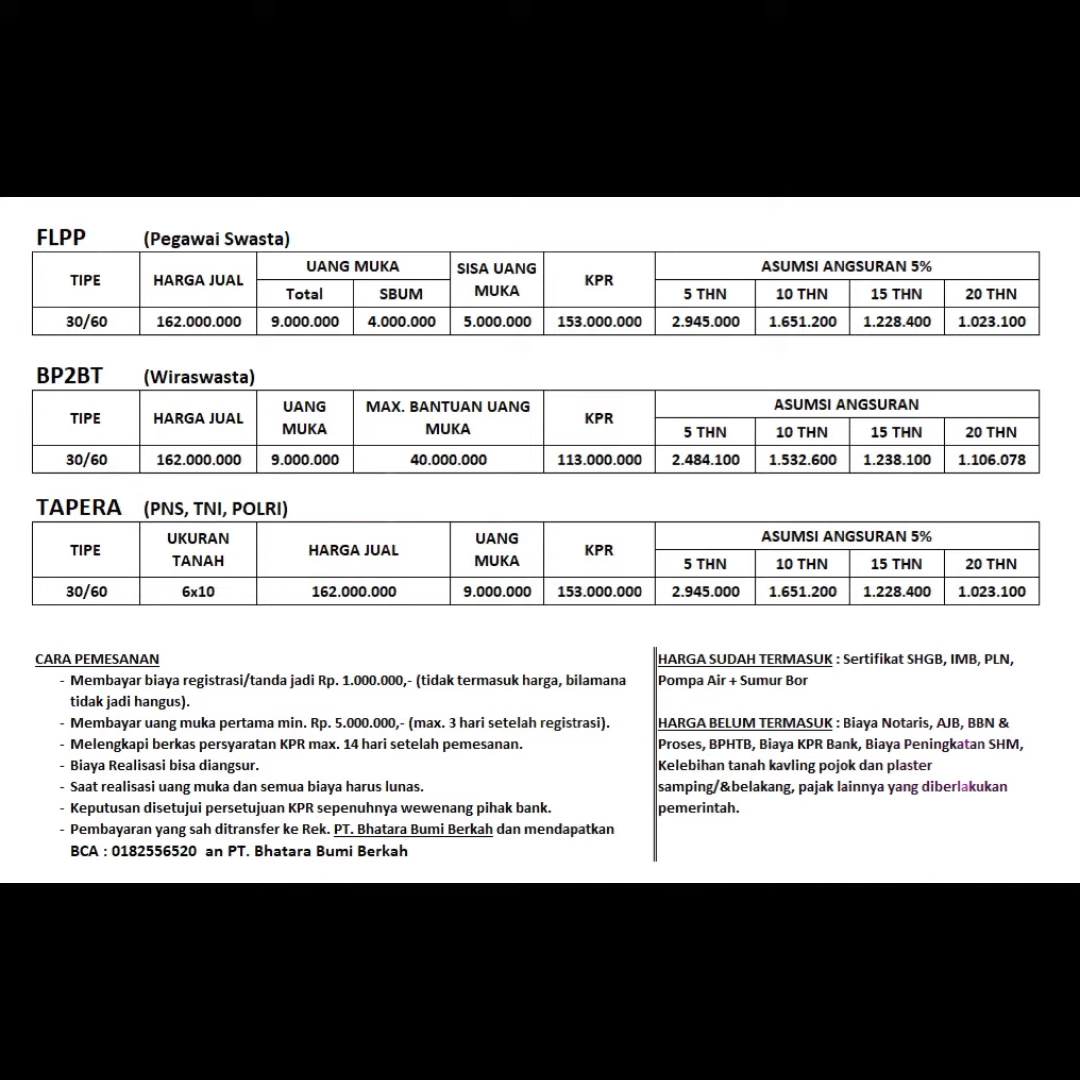 FLPP (Pegawai Swasta)
TIPE HARGA JUAL UANG MUKA SISA UANG MUKA KPR ASUMSI ANGSURAN 5%
Total SBUM 5 THN 10 THN 15 THN 20 THN
30/60 162.000.000 9.000.000 4.000.000 5.000.000 153.000.000 2.945.000 1.651.200 1.228.400 1.023.100
BP2BT (Wiraswasta)
TIPE HARGA JUAL UANG MUKA MAX. BANTUAN UANG MUKA KPR ASUMSI ANGSURAN
5 THN 10 THN 15 THN 20 THN
30/60 162.000.000 9.000.000 40.000.000 113.000.000 2.484.100 1.532.600 1.238.100 1.106.078
TAPERA (PNS, TNI, POLRI)
TIPE UKURAN TANAH HARGA JUAL UANG MUKA KPR ASUMSI ANGSURAN 5%
5 THN 10 THN 15 THN 20 THN
30/60 6x10 162.000.000 9.000.000 153.000.000 2.945.000 1.651.200 1.228.400 1.023.100
CARA PEMESANAN
- Membayar biaya registrasi/tanda jadi Rp. 1.000.000,- (tidak termasuk harga, bilamana
tidak jadi hangus).
- Membayar uang muka pertama min. Rp. 5.000.000,- (max. 3 hari setelah registrasi).
- Melengkapi berkas persyaratan KPR max. 14 hari setelah pemesanan.
- Biaya Realisasi bisa diangsur.
- Saat realisasi uang muka dan semua biaya harus lunas.
- Keputusan disetujui persetujuan KPR sepenuhnya wewenang pihak bank.
- Pembayaran yang sah ditransfer ke Rek. PT. Bhatara Bumi Berkah dan mendapatkan
BCA : 0182556520 an PT. Bhatara Bumi Berkah
HARGA SUDAH TERMASUK : Sertifikat SHGB, IMB, PLN,
Pompa Air + Sumur Bor
HARGA BELUM TERMASUK : Biaya Notaris, AJB, BBN &
Proses, BPHTB, Biaya KPR Bank, Biaya Peningkatan SHM,
Kelebihan tanah kavling pojok dan plaster
samping/&belakang, pajak lainnya yang diberlakukan
pemerintah.